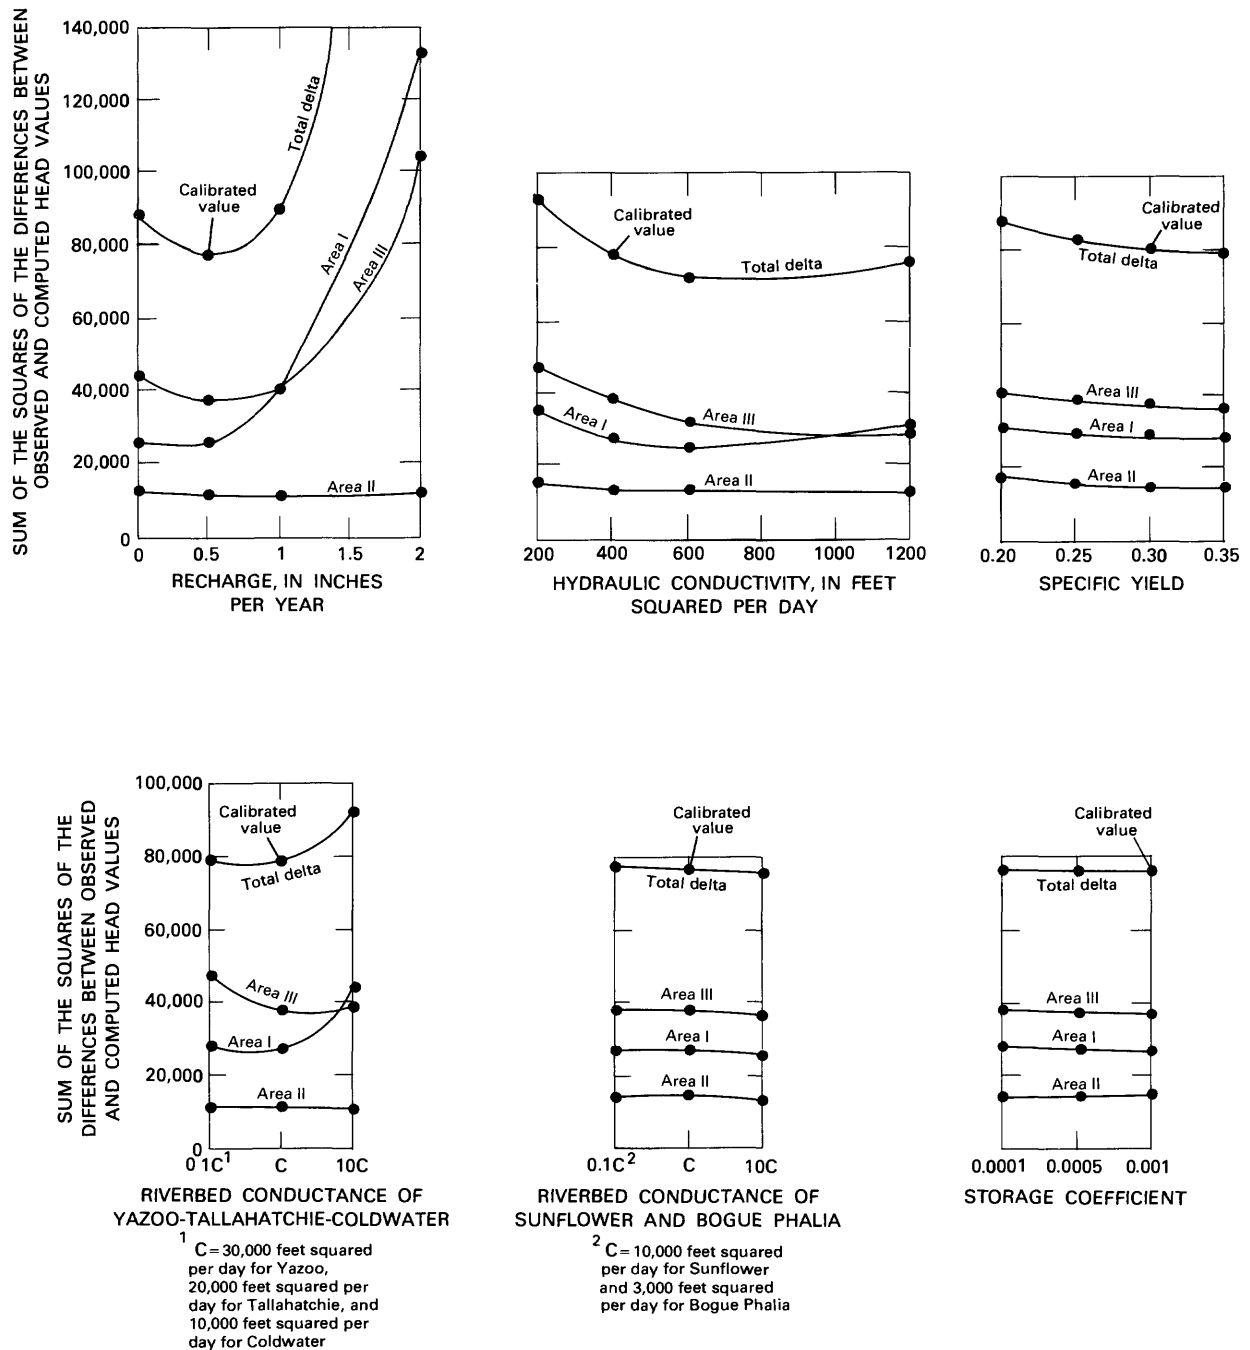 SUM OF THE SQUARES OF THE DIFFERENCES BETWEEN
OBSERVED AND COMPUTED HEAD VALUES
140,000
120,000
100,000
80,000
60,000
40,000
20,000
0
Calibrated
value
Total delta
Area I
Area III
Area II
0 0.5 1 1.5 2
RECHARGE, IN INCHES
PER YEAR
Calibrated
value
Total delta
Area III
Area I
Area II
200 400 600 800 1000 1200
HYDRAULIC CONDUCTIVITY, IN FEET
SQUARED PER DAY
Calibrated
value
Total delta
Area III
Area I
Area II
0.20 0.25 0.30 0.35
SPECIFIC YIELD
SUM OF THE SQUARES OF THE
DIFFERENCES BETWEEN OBSERVED
AND COMPUTED HEAD VALUES
100,000
80,000
60,000
40,000
20,000
0
Calibrated
value
Total delta
Area III
Area I
Area II
0 1C1 C 10C
RIVERBED CONDUCTANCE OF
YAZOO-TALLAHATCHIE-COLDWATER
1 C=30,000 feet squared
per day for Yazoo,
20,000 feet squared per
day for Tallahatchie, and
10,000 feet squared per
day for Coldwater
Calibrated
value
Total delta
Area III
Area I
Area II
0.1C2 C 10C
RIVERBED CONDUCTANCE OF
SUNFLOWER AND BOGUE PHALIA
2 C=10,000 feet squared
per day for Sunflower
and 3,000 feet squared
per day for Bogue Phalia
Calibrated
value
Total delta
Area III
Area I
Area II
0.0001 0.0005 0.001
STORAGE COEFFICIENT